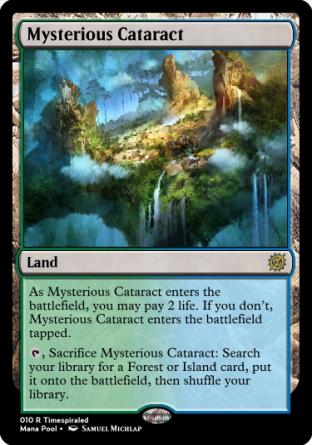 Mysterious Cataract
Land
As Mysterious Cataract enters the
battlefield, you may pay 2 life. If you don't,
Mysterious Cataract enters the battlefield
tapped.
, Sacrifice Mysterious Cataract: Search
your library for a Forest or Island card, put
it onto the battlefield, then shuffle your
library.
010 R Timespiraled
Mana Pool • Samuel Michlap